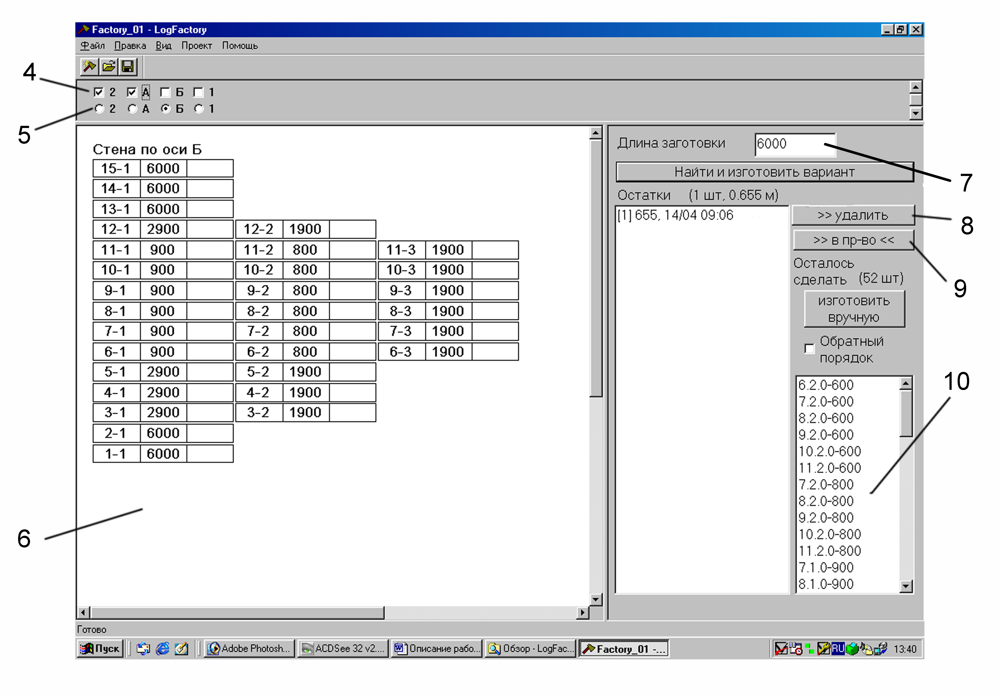 Factory_01 - LogFactory
Файл Правка Вид Проект Помощь
4
2 А Б 1
2 А Б 1
5
Стена по оси Б
15-1 6000
14-1 6000
13-1 6000
12-1 2900 12-2 1900
11-1 900 11-2 800 11-3 1900
10-1 900 10-2 800 10-3 1900
9-1 900 9-2 800 9-3 1900
8-1 900 8-2 800 8-3 1900
7-1 900 7-2 800 7-3 1900
6-1 900 6-2 800 6-3 1900
5-1 2900 5-2 1900
4-1 2900 4-2 1900
3-1 2900 3-2 1900
2-1 6000
1-1 6000
6
Длина заготовки 6000
7
Найти и изготовить вариант
Остатки (1 шт, 0.655 м)
[1] 655, 14/04 09:06
>> удалить
8
>> в пр-во <<
9
Осталось
сделать (52 шт)
изготовить
вручную
Обратный
порядок
10
6.2.0-600
7.2.0-600
8.2.0-600
9.2.0-600
10.2.0-600
11.2.0-600
7.2.0-800
8.2.0-800
9.2.0-800
10.2.0-800
11.2.0-800
7.1.0-900
8.1.0-900
Готово
Пуск Adobe Photosh... ACDSee 32 v2.... Описание рабо... Обзор - LogFac... Factory_01 -... RU 13:40